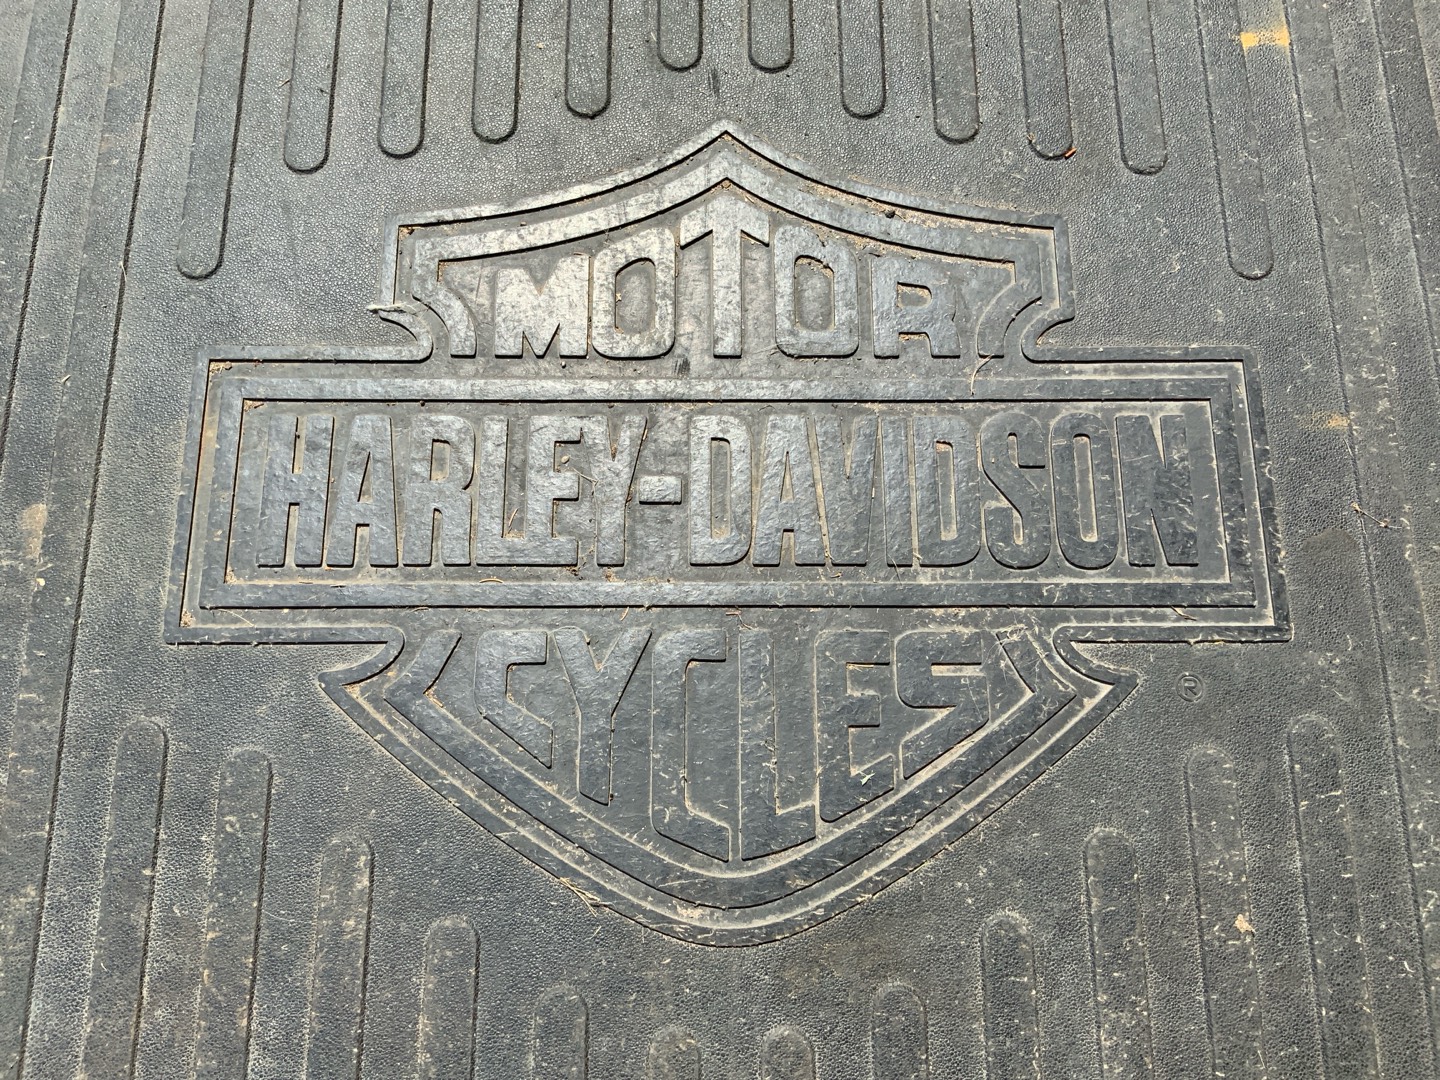 MOTOR
HARLEY-DAVIDSON
CYCLES
®